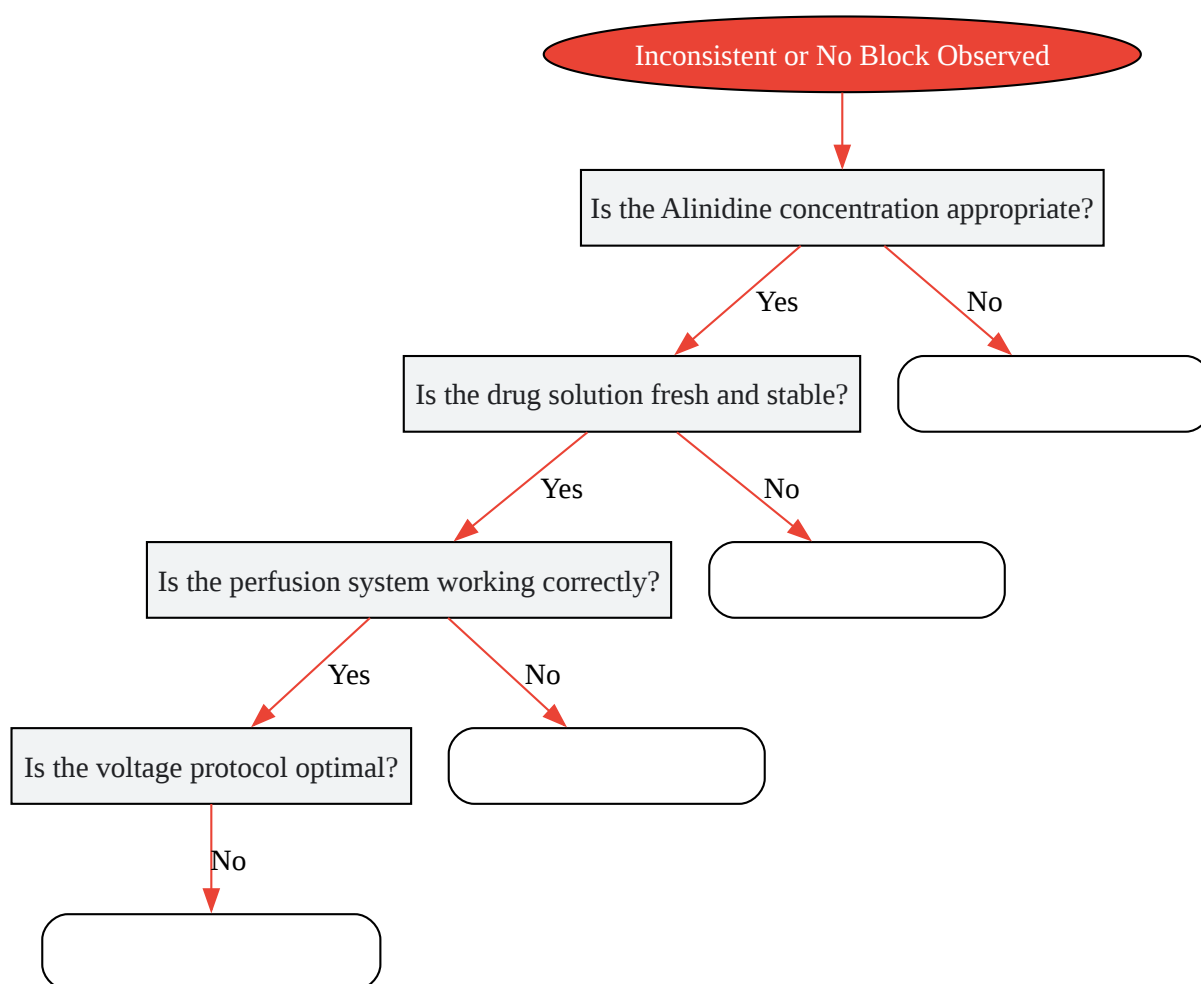 Inconsistent or No Block Observed
Is the Alinidine concentration appropriate?
Yes
No
Is the drug solution fresh and stable?
Yes
No
Is the perfusion system working correctly?
Yes
No
Is the voltage protocol optimal?
No